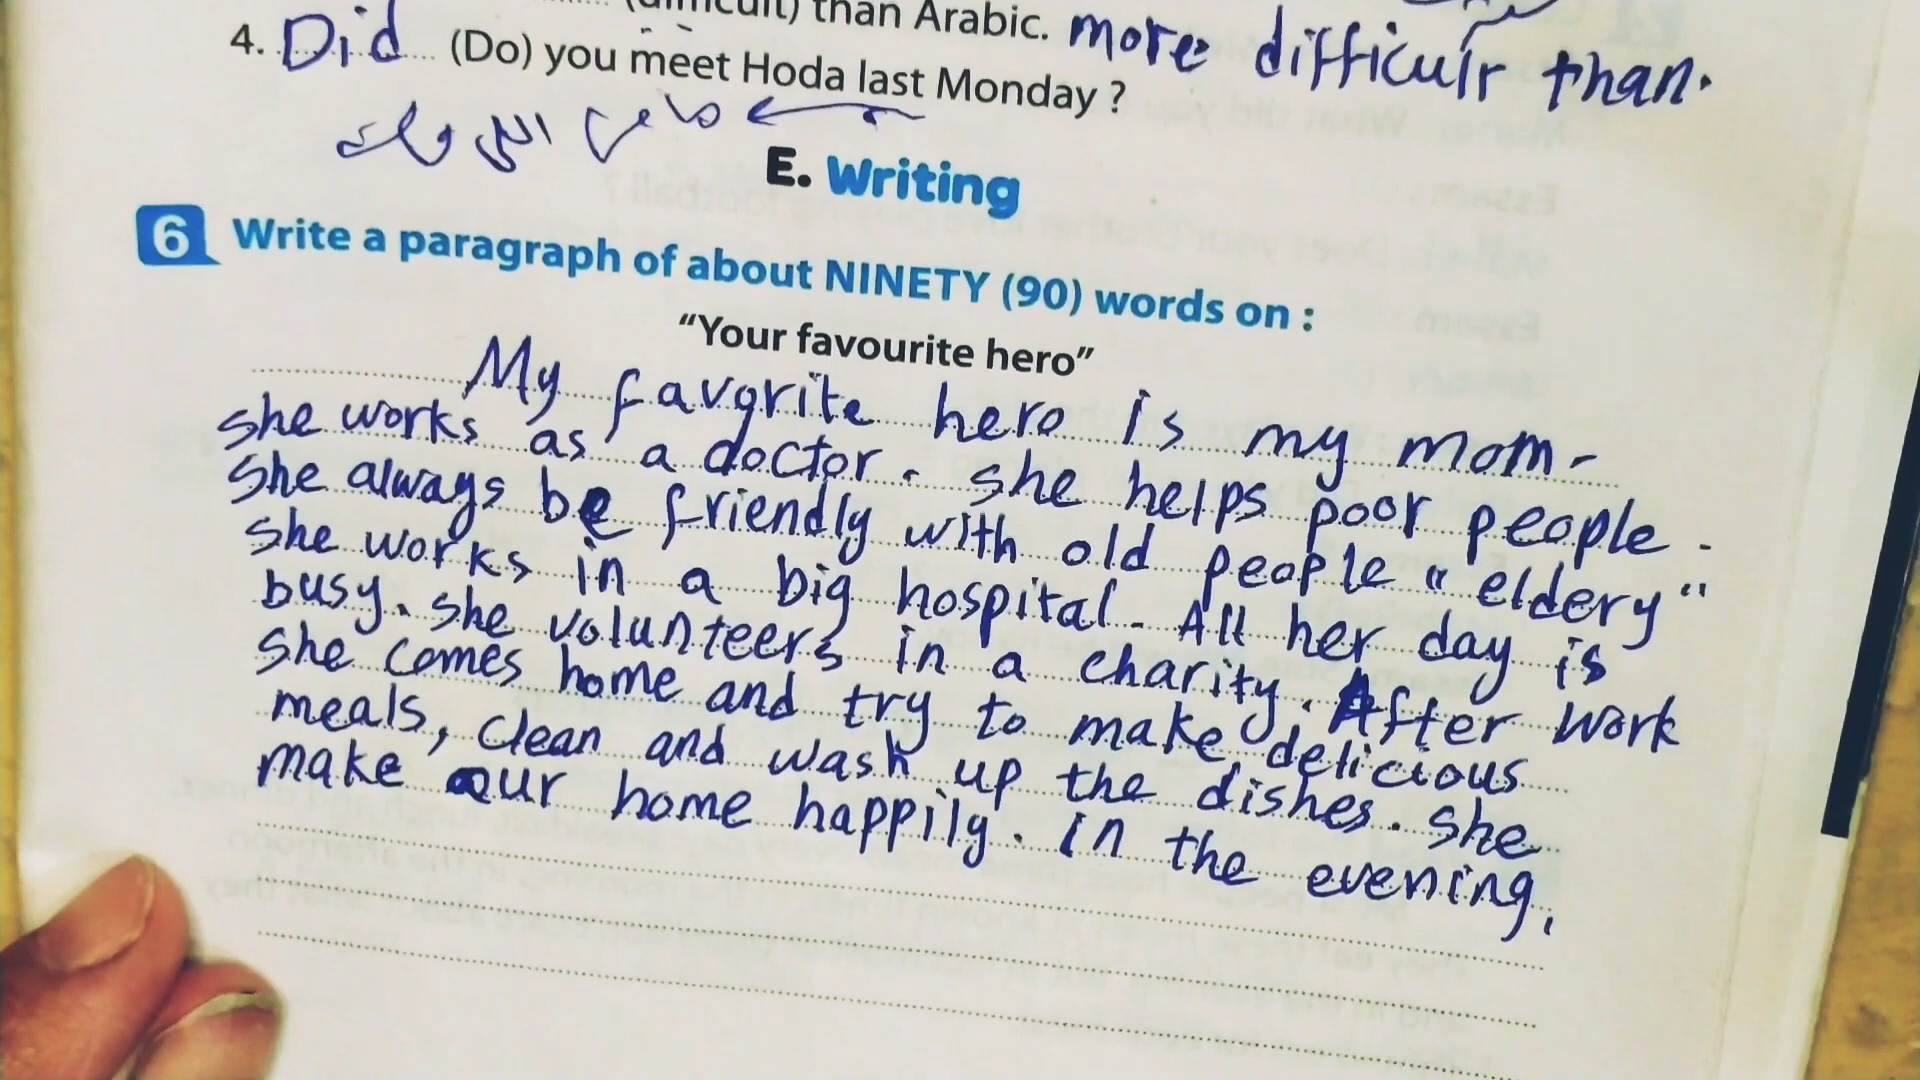 than Arabic. more difficult than.
4. Did (Do) you meet Hoda last Monday ?
E. Writing
6 Write a paragraph of about NINETY (90) words on :
"Your favourite hero"
My favorite hero is my mom.
she works as a doctor. she helps poor people.
she always be friendly with old people "eldery"
she works in a big hospital. All her day is
busy. she volunteers in a charity. After work
she comes home and try to make delicious
meals, clean and wash up the dishes. she
make our home happily. in the evening,